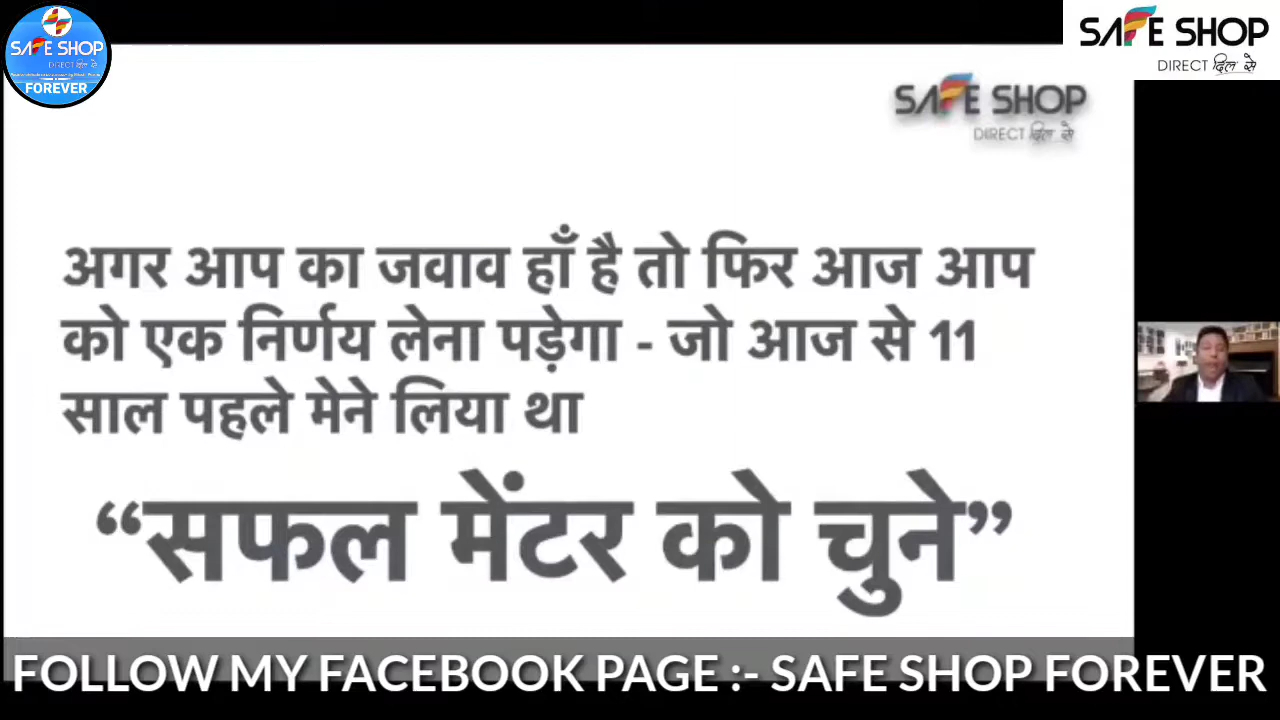 SAFE SHOP
DIRECT दिल से
FOREVER
SAFE SHOP
DIRECT दिल से
SAFE SHOP
DIRECT दिल से
अगर आप का जवाव हाँ है तो फिर आज आप
को एक निर्णय लेना पड़ेगा - जो आज से 11
साल पहले मेने लिया था
“सफल मेंटर को चुने”
FOLLOW MY FACEBOOK PAGE :- SAFE SHOP FOREVER